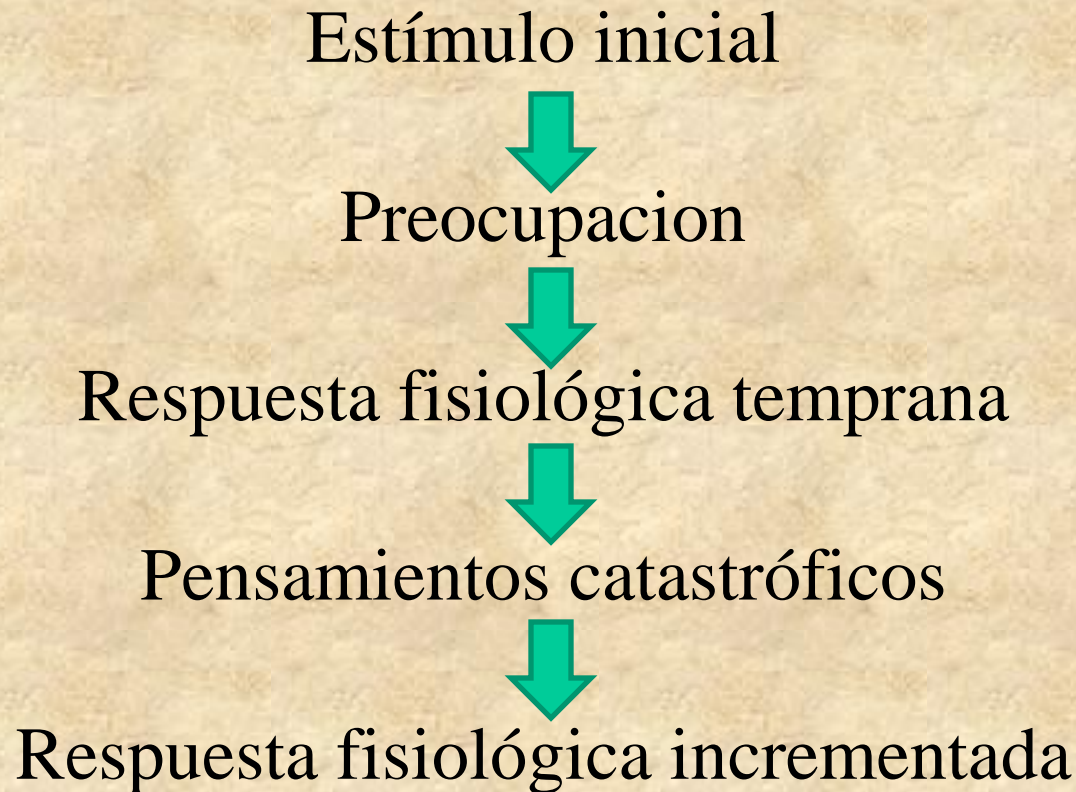 Estímulo inicial
Preocupacion
Respuesta fisiológica temprana
Pensamientos catastróficos
Respuesta fisiológica incrementada